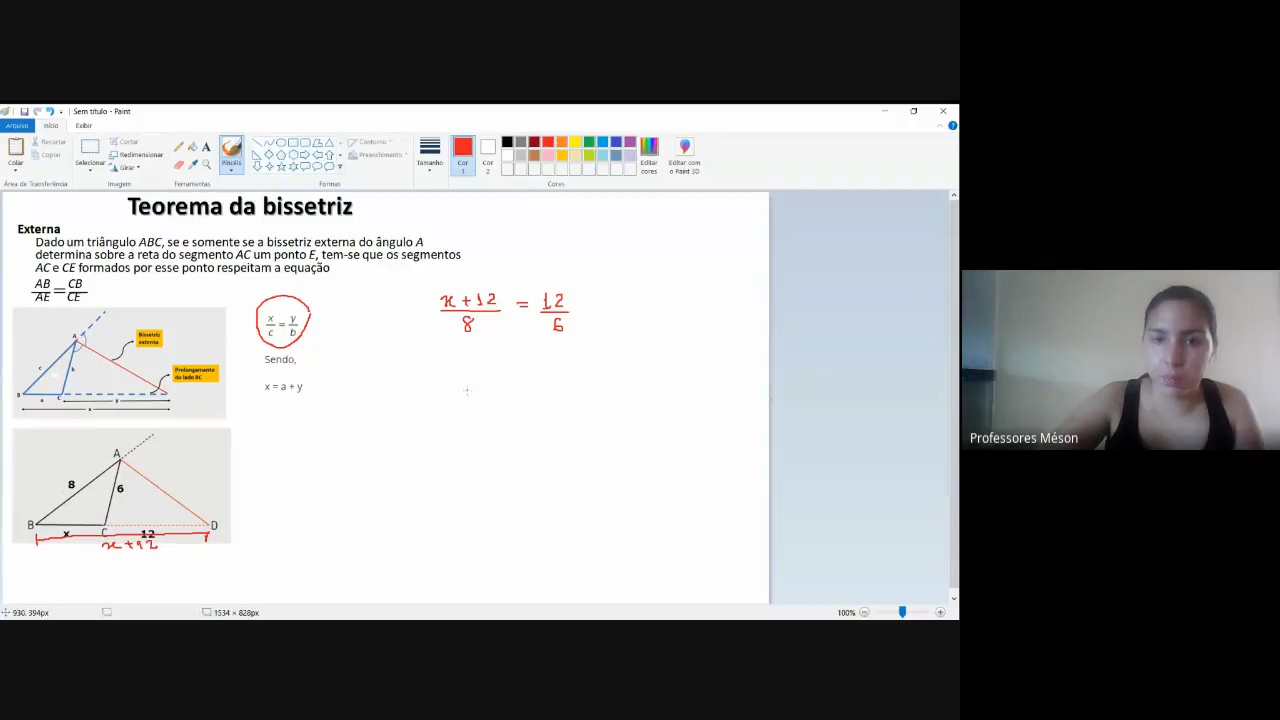 Sem título - Paint
Arquivo Início Exibir
Colar
Recortar
Copiar
Área de Transferência
Selecionar
Cortar
Redimensionar
Girar
Imagem
A
Ferramentas
Pincéis
Contorno
Preenchimento
Formas
Tamanho
Cor 1
Cor 2
Editar cores
Editar com o Paint 3D
Cores
Teorema da bissetriz
Externa
Dado um triângulo ABC, se e somente se a bissetriz externa do ângulo A
determina sobre a reta do segmento AC um ponto E, tem-se que os segmentos
AC e CE formados por esse ponto respeitam a equação
AB = CB
AE CE
A
Bissetriz
externa
c b
Prolongamento
do lado BC
B a C
y
x
x = y
c b
Sendo,
x = a + y
x + 12 = 12
8 6
A
8 6
B C D
x 12
x + 12
Professores Méson
930, 394px
1534 × 828px
100%